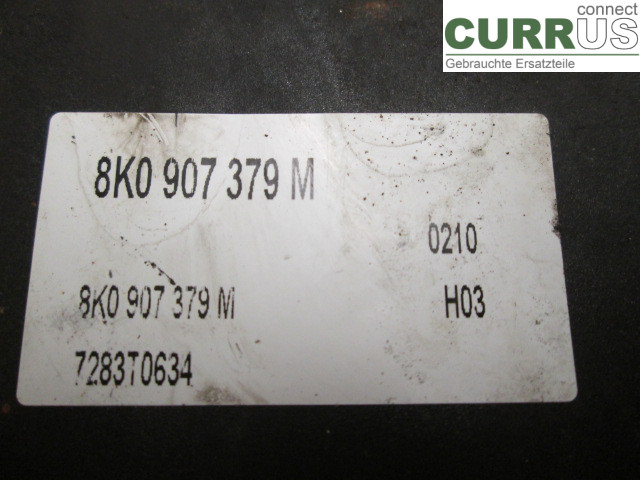 connect
CURRUS
Gebrauchte Ersatzteile
8K0 907 379 M
0210
8K0 907 379 M
H03
7283T0634